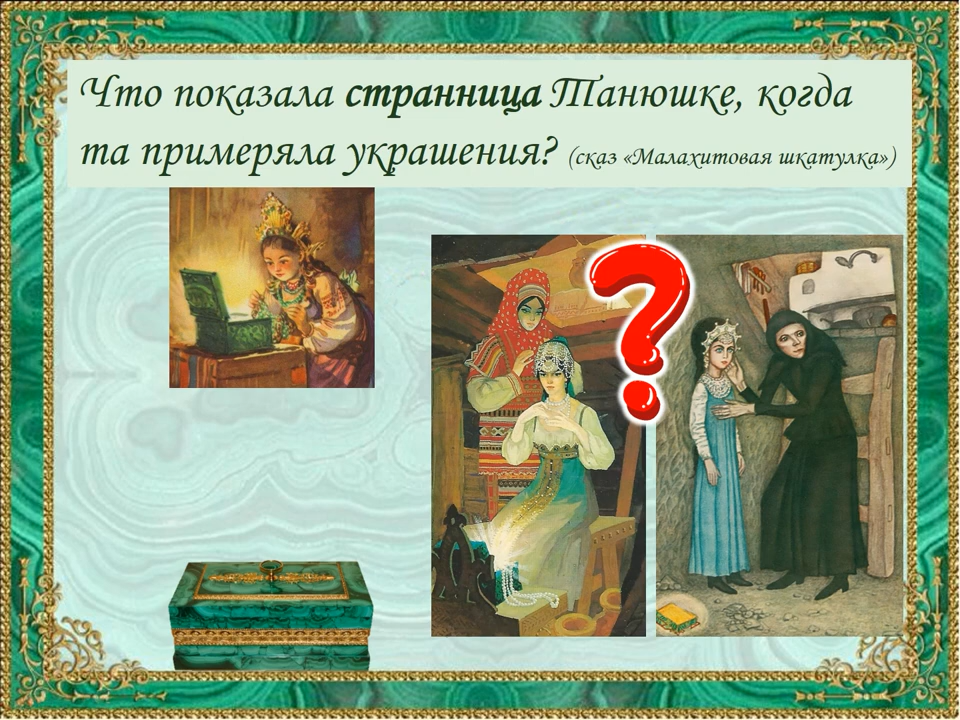 Что показала странница Танюшке, когда
та примеряла украшения? (сказ «Малахитовая шкатулка»)
?